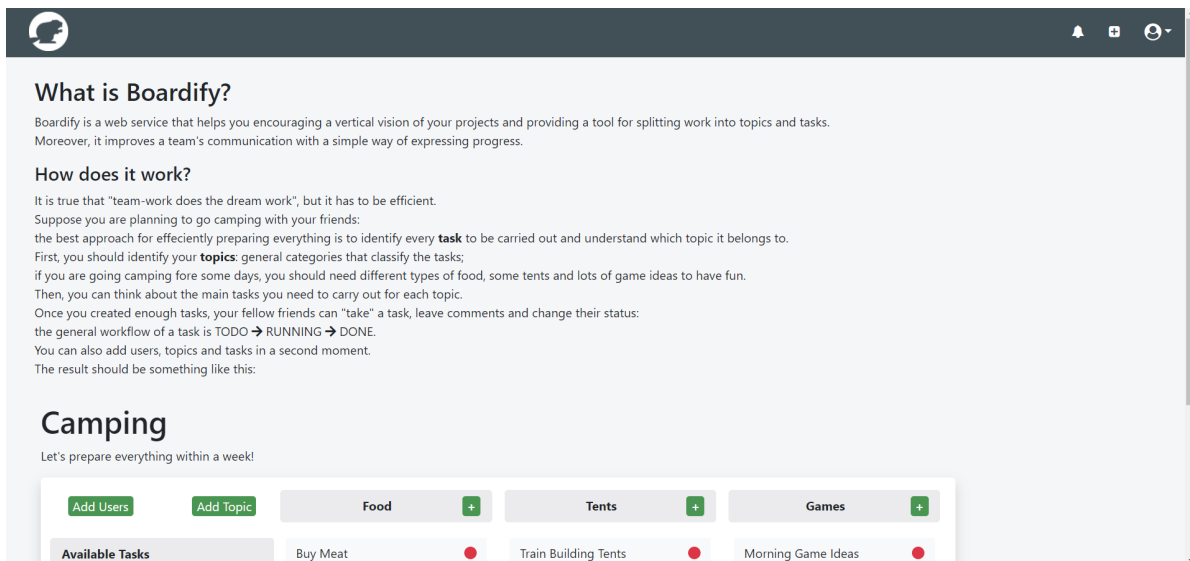 What is Boardify?
Boardify is a web service that helps you encouraging a vertical vision of your projects and providing a tool for splitting work into topics and tasks.
Moreover, it improves a team's communication with a simple way of expressing progress.
How does it work?
It is true that "team-work does the dream work", but it has to be efficient.
Suppose you are planning to go camping with your friends:
the best approach for effeciently preparing everything is to identify every task to be carried out and understand which topic it belongs to.
First, you should identify your topics: general categories that classify the tasks;
if you are going camping fore some days, you should need different types of food, some tents and lots of game ideas to have fun.
Then, you can think about the main tasks you need to carry out for each topic.
Once you created enough tasks, your fellow friends can "take" a task, leave comments and change their status:
the general workflow of a task is TODO → RUNNING → DONE.
You can also add users, topics and tasks in a second moment.
The result should be something like this:
Camping
Let's prepare everything within a week!
Add Users Add Topic Food + Tents + Games +
Available Tasks Buy Meat Train Building Tents Morning Game Ideas